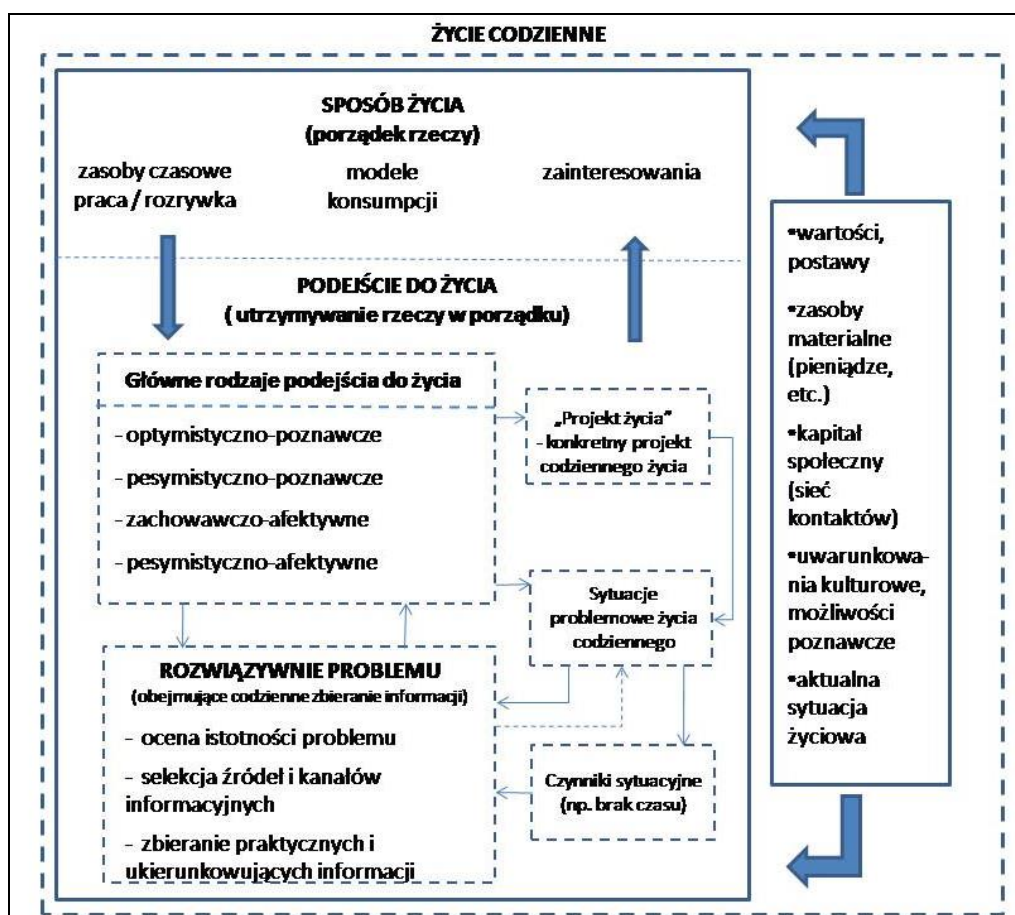 ŻYCIE CODZIENNE
SPOSÓB ŻYCIA
(porządek rzeczy)
zasoby czasowe
praca / rozrywka
modele
konsumpcji
zainteresowania
PODEJŚCIE DO ŻYCIA
( utrzymywanie rzeczy w porządku)
Główne rodzaje podejścia do życia
- optymistyczno-poznawcze
- pesymistyczno-poznawcze
- zachowawczo-afektywne
- pesymistyczno-afektywne
„Projekt życia”
- konkretny projekt
codziennego życia
Sytuacje
problemowe życia
codziennego
ROZWIĄZYWNIE PROBLEMU
(obejmujące codzienne zbieranie informacji)
- ocena istotności problemu
- selekcja źródeł i kanałów
informacyjnych
- zbieranie praktycznych i
ukierunkowujących informacji
Czynniki sytuacyjne
(np. brak czasu)
▪wartości,
postawy
▪zasoby
materialne
(pieniądze,
etc.)
▪kapitał
społeczny
(sieć
kontaktów)
▪uwarunkowa-
nia kulturowe,
możliwości
poznawcze
▪aktualna
sytuacja
życiowa